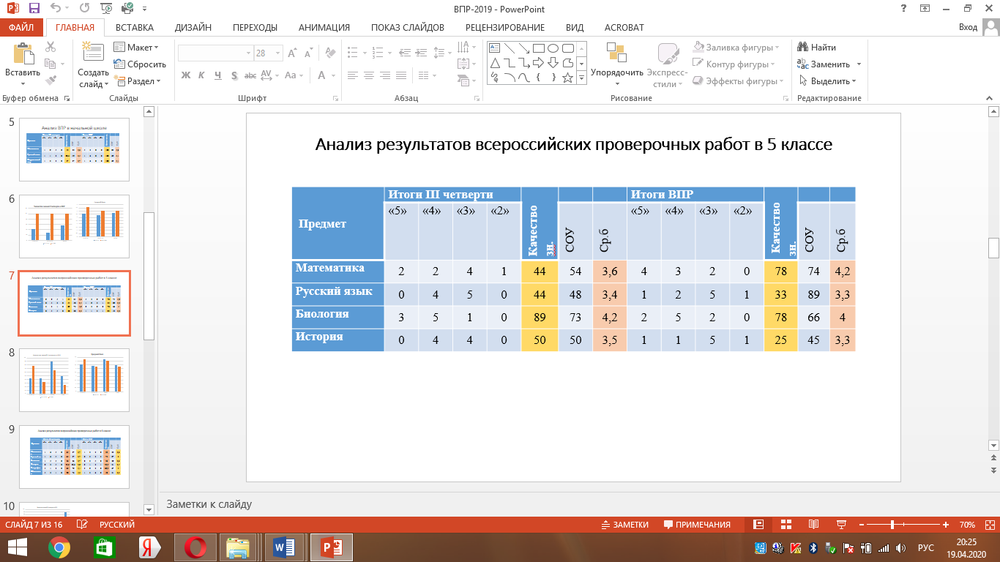 ВПР-2019 - PowerPoint
ФАЙЛ ГЛАВНАЯ ВСТАВКА ДИЗАЙН ПЕРЕХОДЫ АНИМАЦИЯ ПОКАЗ СЛАЙДОВ РЕЦЕНЗИРОВАНИЕ ВИД ACROBAT Вход
Вставить
Буфер обмена
Создать слайд
Макет
Сбросить
Раздел
Слайды
28
Ж К Ч S abc AV Aa А
Шрифт
Абзац
Упорядочить
Экспресс-стили
Заливка фигуры
Контур фигуры
Эффекты фигуры
Рисование
Найти
Заменить
Выделить
Редактирование
5
Анализ ВПР в начальной школе
6
7
Анализ результатов всероссийских проверочных работ в 5 классе
8
9
10
Анализ результатов всероссийских проверочных работ в 5 классе
Предмет Итоги III четверти Качество зн. СОУ Ср.б Итоги ВПР Качество зн. СОУ Ср.б
«5» «4» «3» «2» «5» «4» «3» «2»
Математика 2 2 4 1 44 54 3,6 4 3 2 0 78 74 4,2
Русский язык 0 4 5 0 44 48 3,4 1 2 5 1 33 89 3,3
Биология 3 5 1 0 89 73 4,2 2 5 2 0 78 66 4
История 0 4 4 0 50 50 3,5 1 1 5 1 25 45 3,3
Заметки к слайду
СЛАЙД 7 ИЗ 16 РУССКИЙ ЗАМЕТКИ ПРИМЕЧАНИЯ 70%
РУС
20:25
19.04.2020